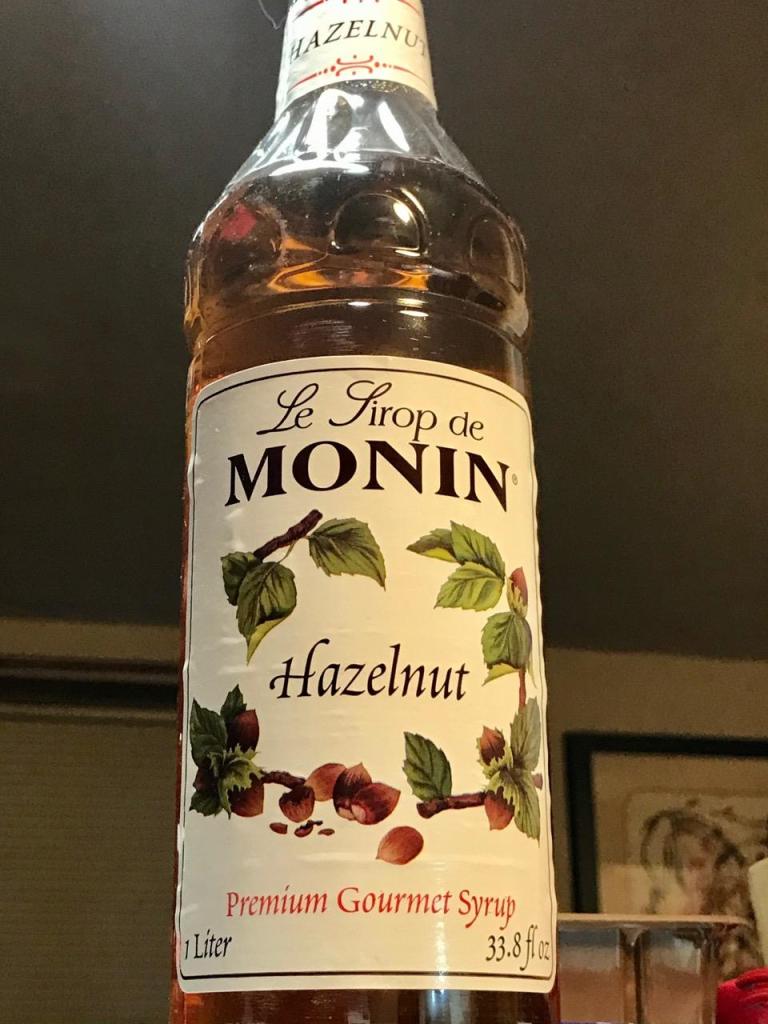 HAZELNUT
Le Sirop de
MONIN®
Hazelnut
Premium Gourmet Syrup
1 Liter 33.8 fl oz